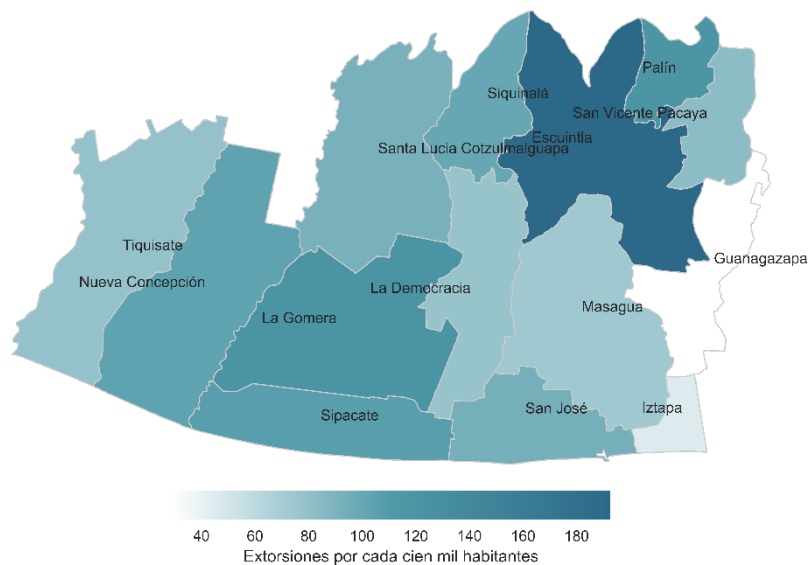 Palín
Siquinalá
San Vicente Pacaya
Escuintla
Santa Lucía Cotzulmalguapa
Tiquisate
Guanagazapa
Nueva Concepción
La Democracia
Masagua
La Gomera
Sipacate
San José
Iztapa
40 60 80 100 120 140 160 180
Extorsiones por cada cien mil habitantes